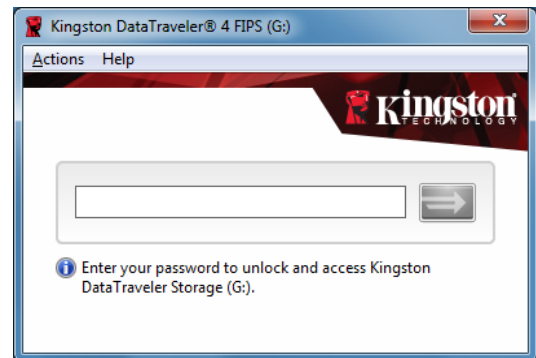 Kingston DataTraveler® 4 FIPS (G:)
Actions Help
Kingston
TECHNOLOGY
Enter your password to unlock and access Kingston
DataTraveler Storage (G:).